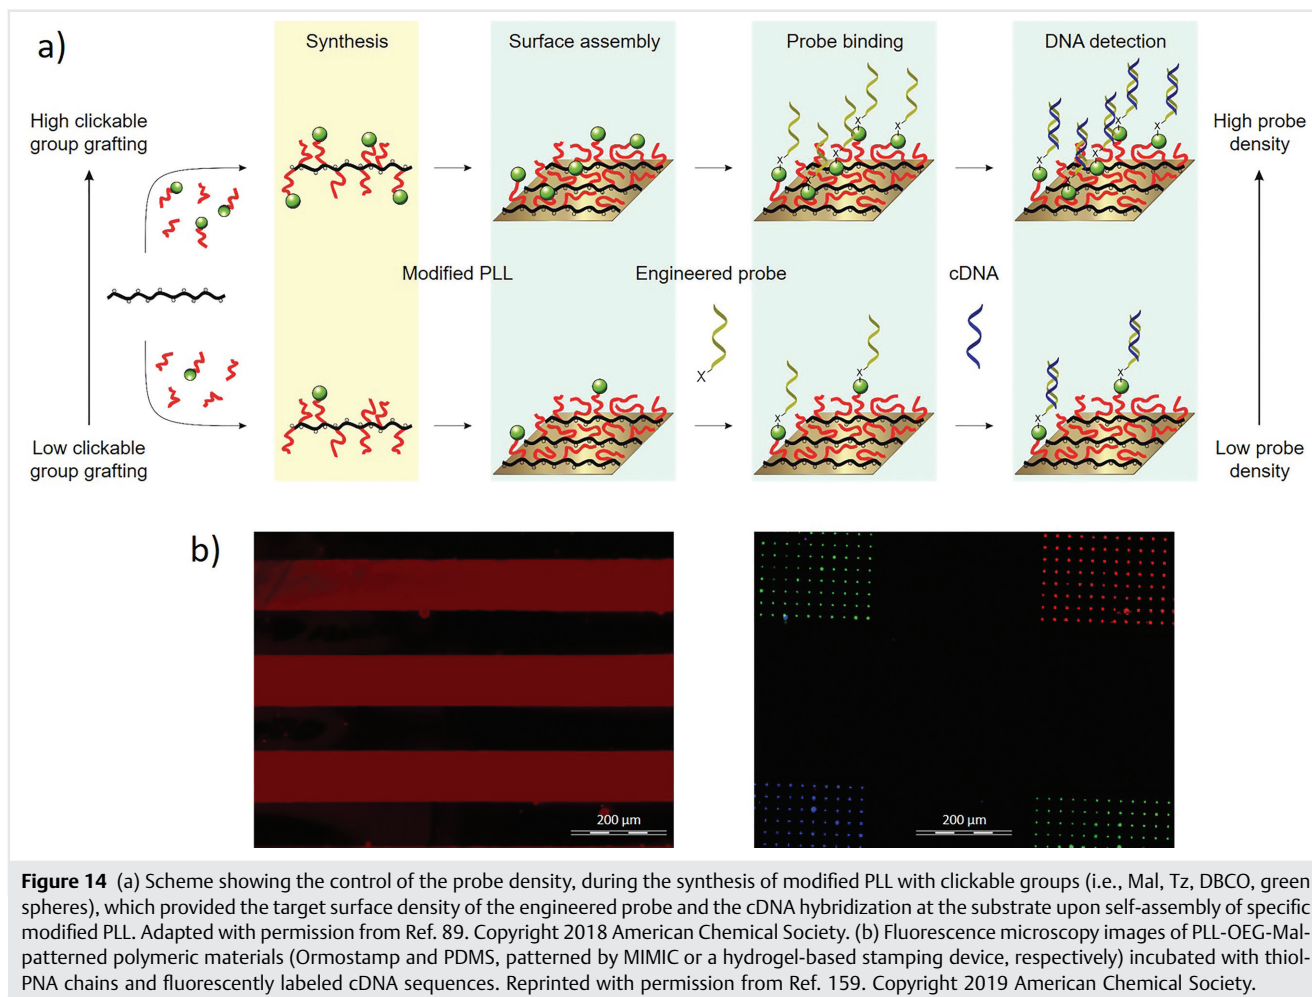 a)
Synthesis
Surface assembly
Probe binding
DNA detection
High clickable
group grafting
High probe
density
X
X
X
X
X
X
Modified PLL
Engineered probe
cDNA
X
Low clickable
group grafting
Low probe
density
X
X
X
X
b)
200 µm
200 µm
Figure 14 (a) Scheme showing the control of the probe density, during the synthesis of modified PLL with clickable groups (i.e., Mal, Tz, DBCO, green
spheres), which provided the target surface density of the engineered probe and the cDNA hybridization at the substrate upon self-assembly of specific
modified PLL. Adapted with permission from Ref. 89. Copyright 2018 American Chemical Society. (b) Fluorescence microscopy images of PLL-OEG-Mal-
patterned polymeric materials (Ormostamp and PDMS, patterned by MIMIC or a hydrogel-based stamping device, respectively) incubated with thiol-
PNA chains and fluorescently labeled cDNA sequences. Reprinted with permission from Ref. 159. Copyright 2019 American Chemical Society.